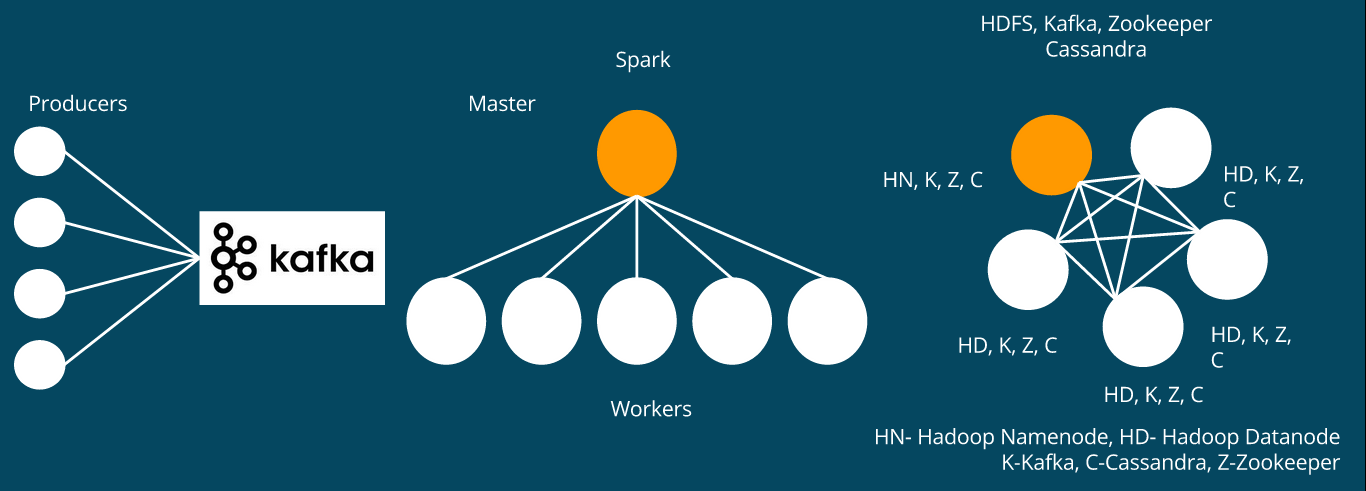 Producers
kafka
Spark
Master
Workers
HDFS, Kafka, Zookeeper
Cassandra
HN, K, Z, C
HD, K, Z,
C
HD, K, Z, C
HD, K, Z,
C
HD, K, Z, C
HN- Hadoop Namenode, HD- Hadoop Datanode
K-Kafka, C-Cassandra, Z-Zookeeper